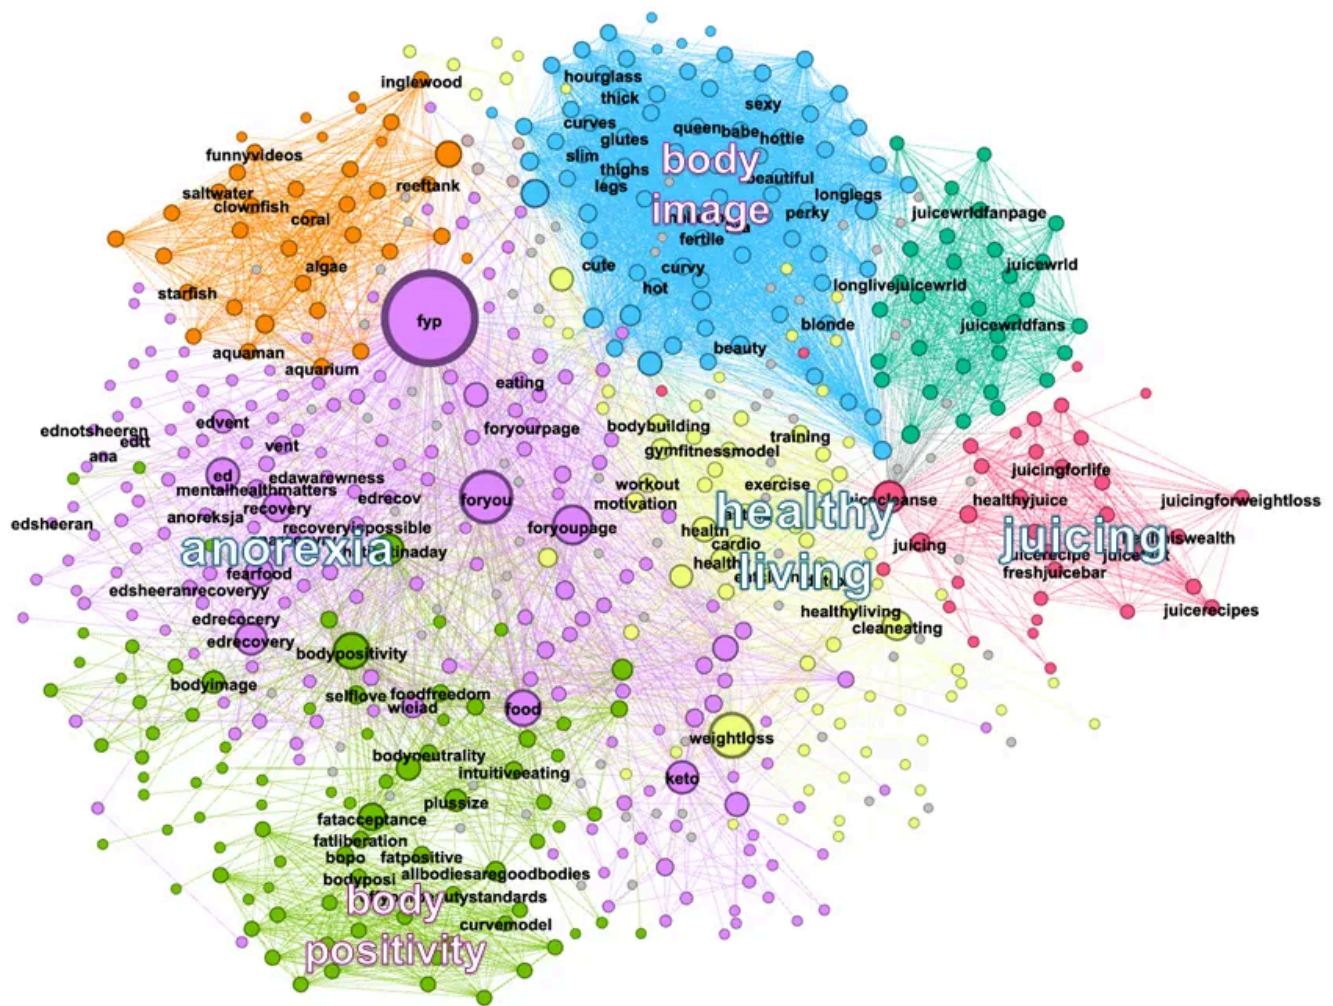 inglewood
hourglass
thick
sexy
curves
queen
babe
hottie
glutes
funnyvideos
slim
body
image
thighs
legs
beautiful
saltwater
clownfish
reeftank
longlegs
coral
perky
juicewrldfanpage
fertile
algae
cute
curvy
juicewrld
hot
longlivejuicewrld
starfish
fyp
blonde
juicewrldfans
beauty
aquaman
aquarium
eating
edvent
ednotsheeren
edtt
vent
foryourpage
bodybuilding
training
ana
gymfitnessmodel
ed
edawarewness
mentalhealthmatters
workout
exercise
juicingforlife
recovery
edrecov
foryou
motivation
healthyjuice
juicingforweightloss
anoreksja
edsheeran
recoveryispossible
foryoupage
health
healthy
living
juicing
anorexia
cardio
juicing
fearfood
freshjuicebar
edsheeranrecoveryy
healthyliving
juicerecipes
edrecocery
cleaneating
edrecovery
bodypositivity
bodyimage
selflove
foodfreedom
wieiad
food
weightloss
bodyneutrality
intuitiveeating
keto
plussize
fatacceptance
fatliberation
bopo
fatpositive
bodyposi
allbodiesaregoodbodies
body
positivity
curvemodel